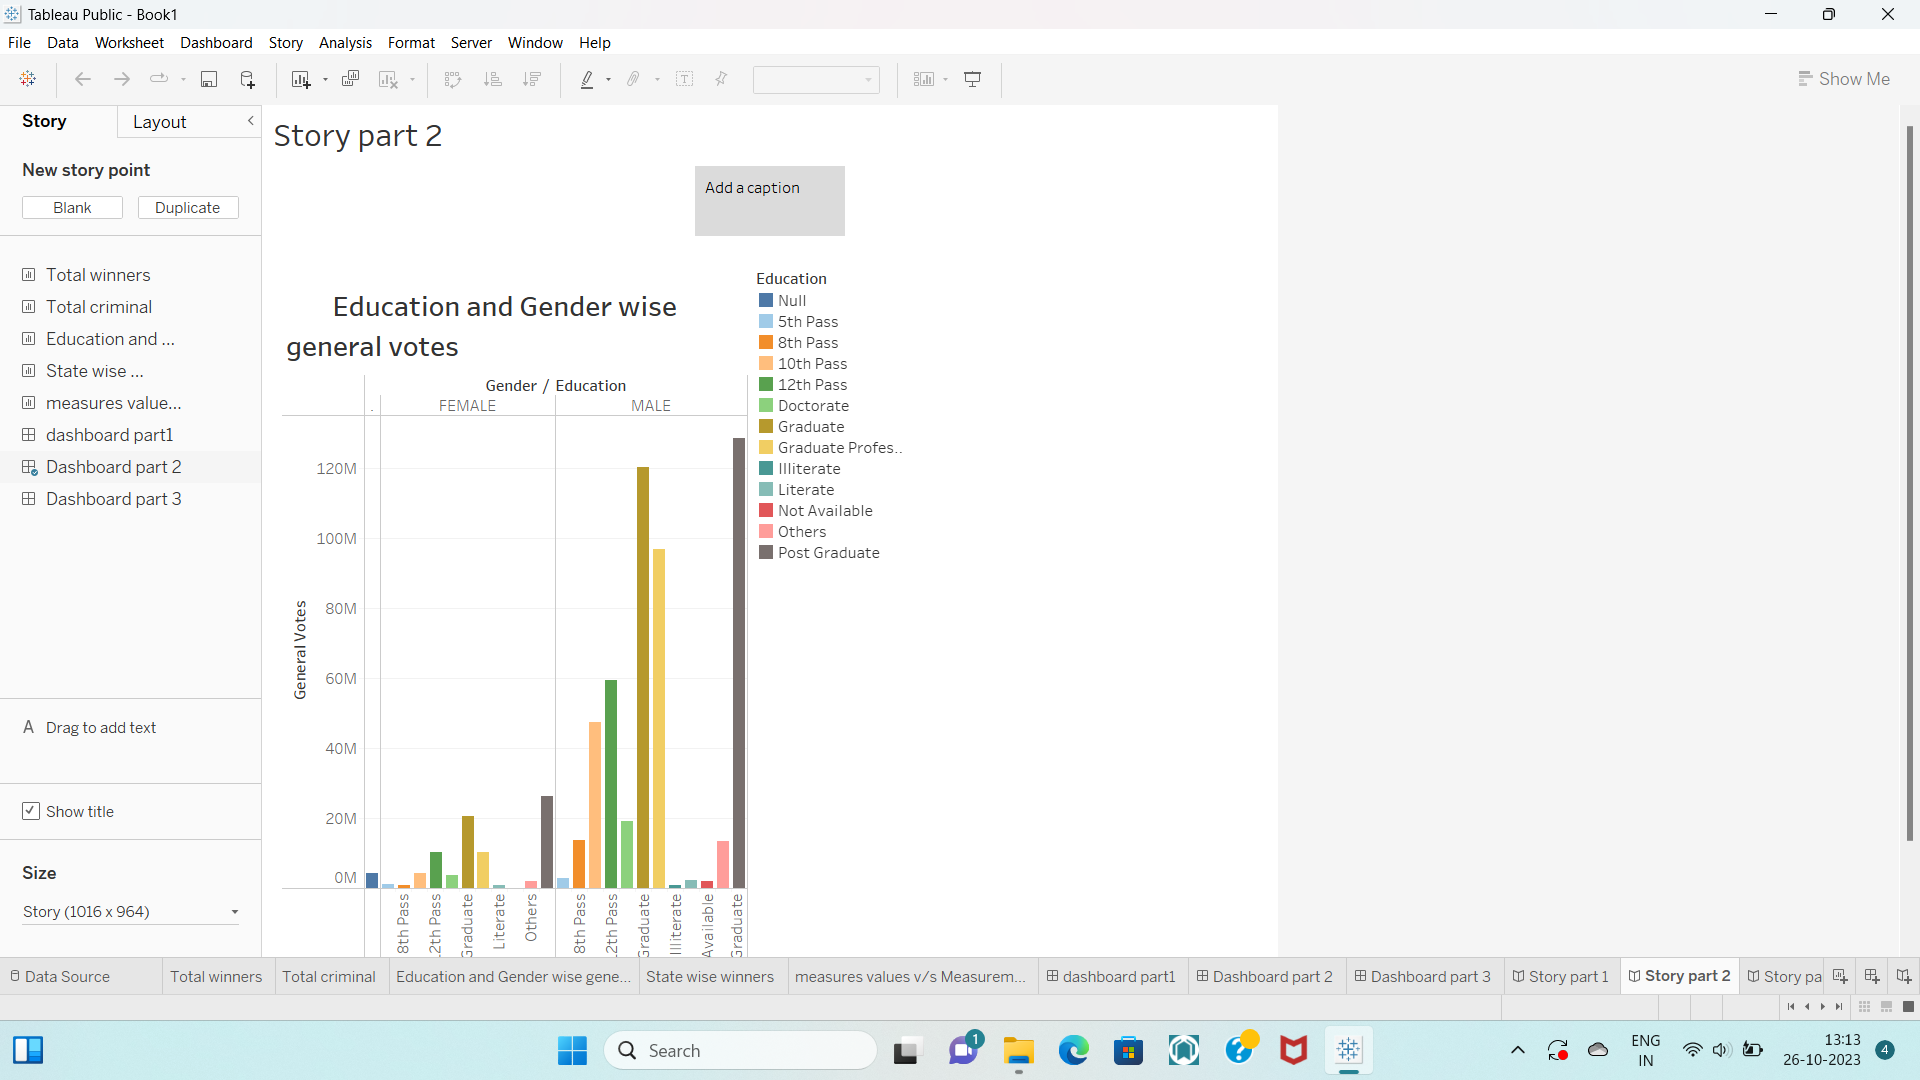 Tableau Public - Book1
File Data Worksheet Dashboard Story Analysis Format Server Window Help
Show Me
Story Layout
New story point
Blank Duplicate
Total winners
Total criminal
Education and ...
State wise ...
measures value...
dashboard part1
Dashboard part 2
Dashboard part 3
A Drag to add text
Show title
Size
Story (1016 x 964)
Story part 2
Add a caption
Education and Gender wise
general votes
Gender / Education
. FEMALE MALE
General Votes
120M
100M
80M
60M
40M
20M
0M
8th Pass
2th Pass
Graduate
Literate
Others
8th Pass
2th Pass
Graduate
Illiterate
Available
Graduate
Education
Null
5th Pass
8th Pass
10th Pass
12th Pass
Doctorate
Graduate
Graduate Profes..
Illiterate
Literate
Not Available
Others
Post Graduate
Data Source Total winners Total criminal Education and Gender wise gene... State wise winners measures values v/s Measurem... dashboard part1 Dashboard part 2 Dashboard part 3 Story part 1 Story part 2 Story pa
Search
1
ENG
IN
13:13
26-10-2023
4